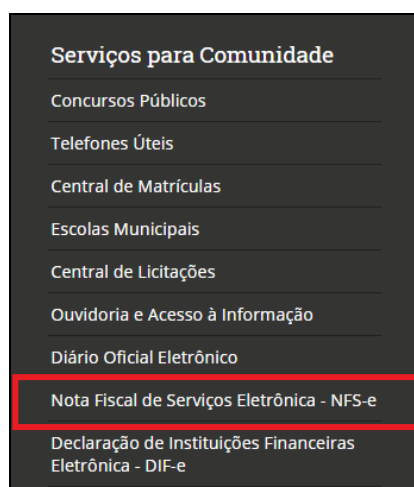 Serviços para Comunidade
Concursos Públicos
Telefones Úteis
Central de Matrículas
Escolas Municipais
Central de Licitações
Ouvidoria e Acesso à Informação
Diário Oficial Eletrônico
Nota Fiscal de Serviços Eletrônica - NFS-e
Declaração de Instituições Financeiras
Eletrônica - DIF-e